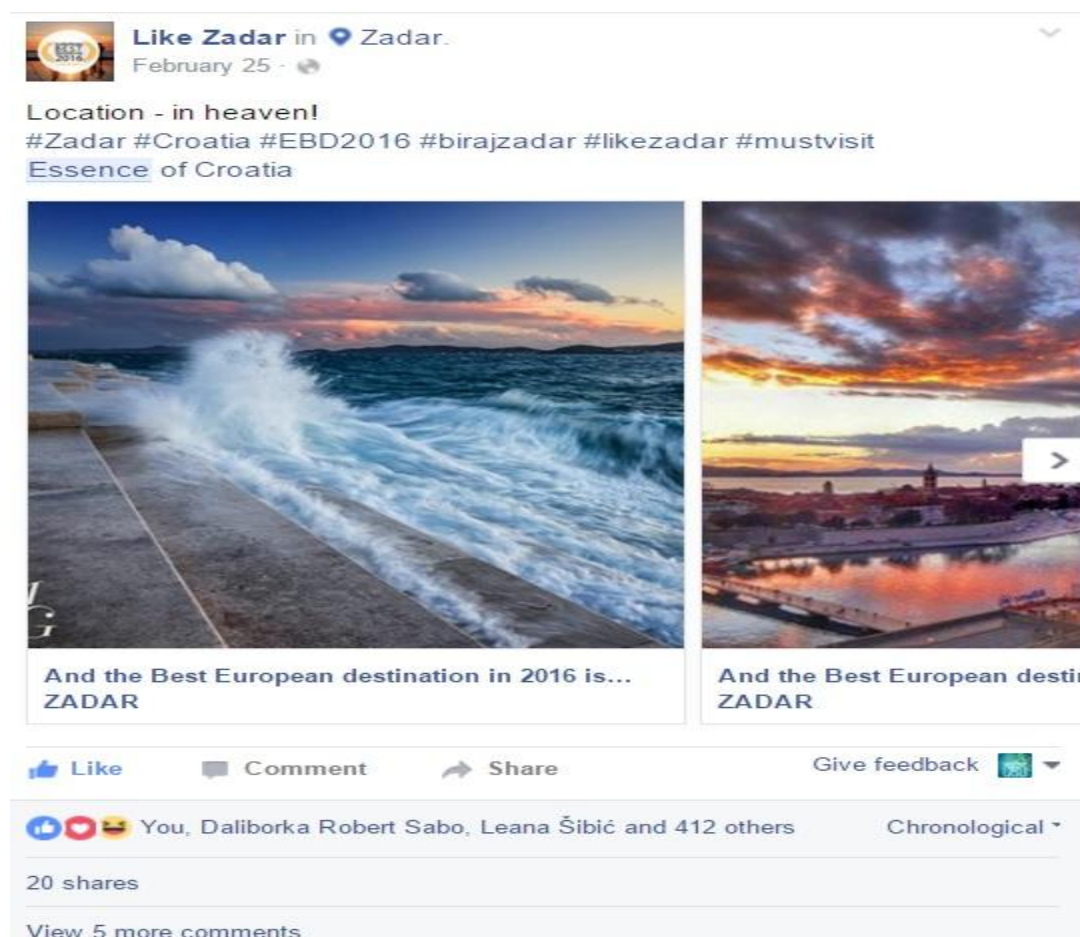 BEST
2016
Like Zadar in Zadar.
February 25 ·
Location - in heaven!
#Zadar #Croatia #EBD2016 #birajzadar #likezadar #mustvisit
Essence of Croatia
G
>
And the Best European destination in 2016 is...
ZADAR
And the Best European desti
ZADAR
Like Comment Share Give feedback
You, Daliborka Robert Sabo, Leana Šibić and 412 others Chronological
20 shares
View 5 more comments